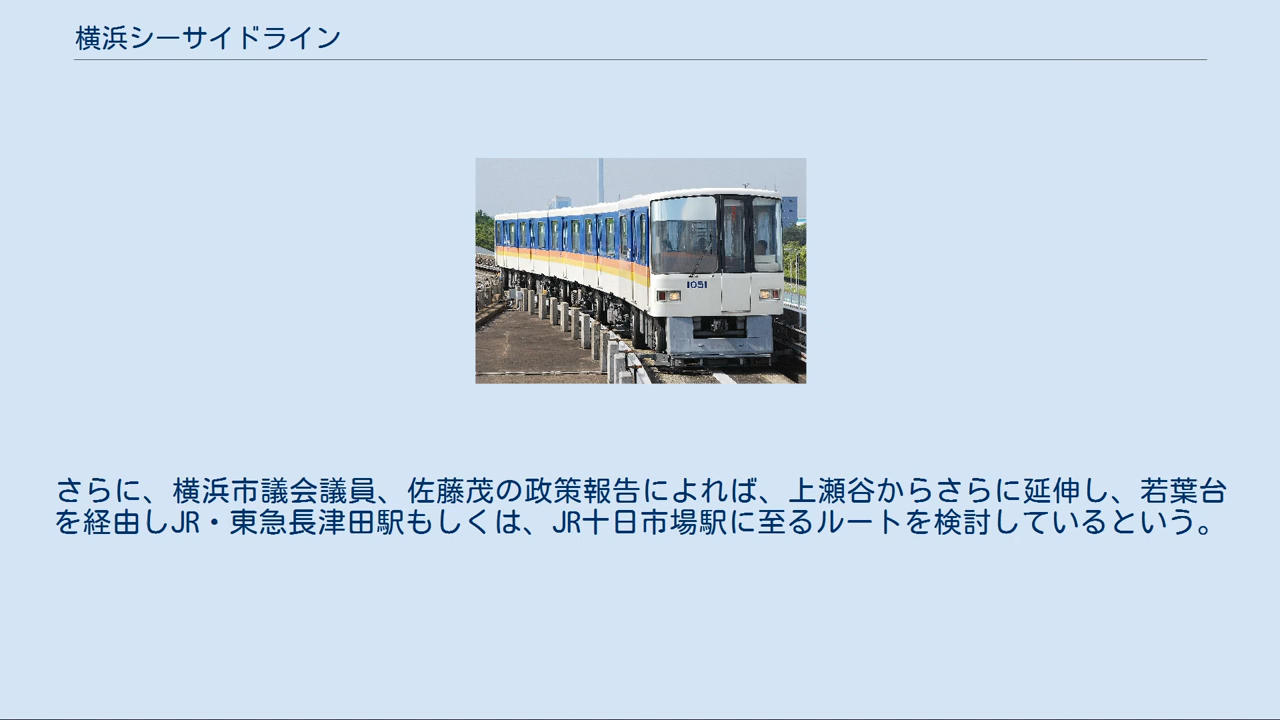 横浜シーサイドライン
1051
さらに、横浜市議会議員、佐藤茂の政策報告によれば、上瀬谷からさらに延伸し、若葉台
を経由しJR・東急長津田駅もしくは、JR十日市場駅に至るルートを検討しているという。